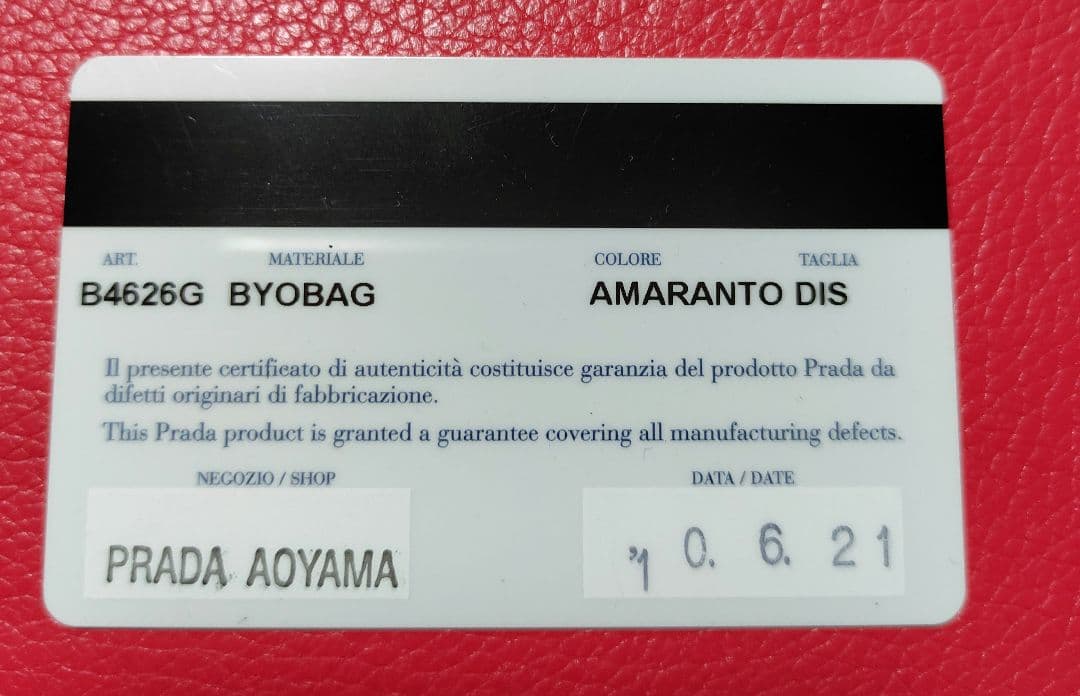 ART. MATERIALE COLORE TAGLIA
B4626G BYOBAG AMARANTO DIS
Il presente certificato di autenticità costituisce garanzia del prodotto Prada da
difetti originari di fabbricazione.
This Prada product is granted a guarantee covering all manufacturing defects.
NEGOZIO / SHOP DATA / DATE
PRADA AOYAMA '10. 6. 21